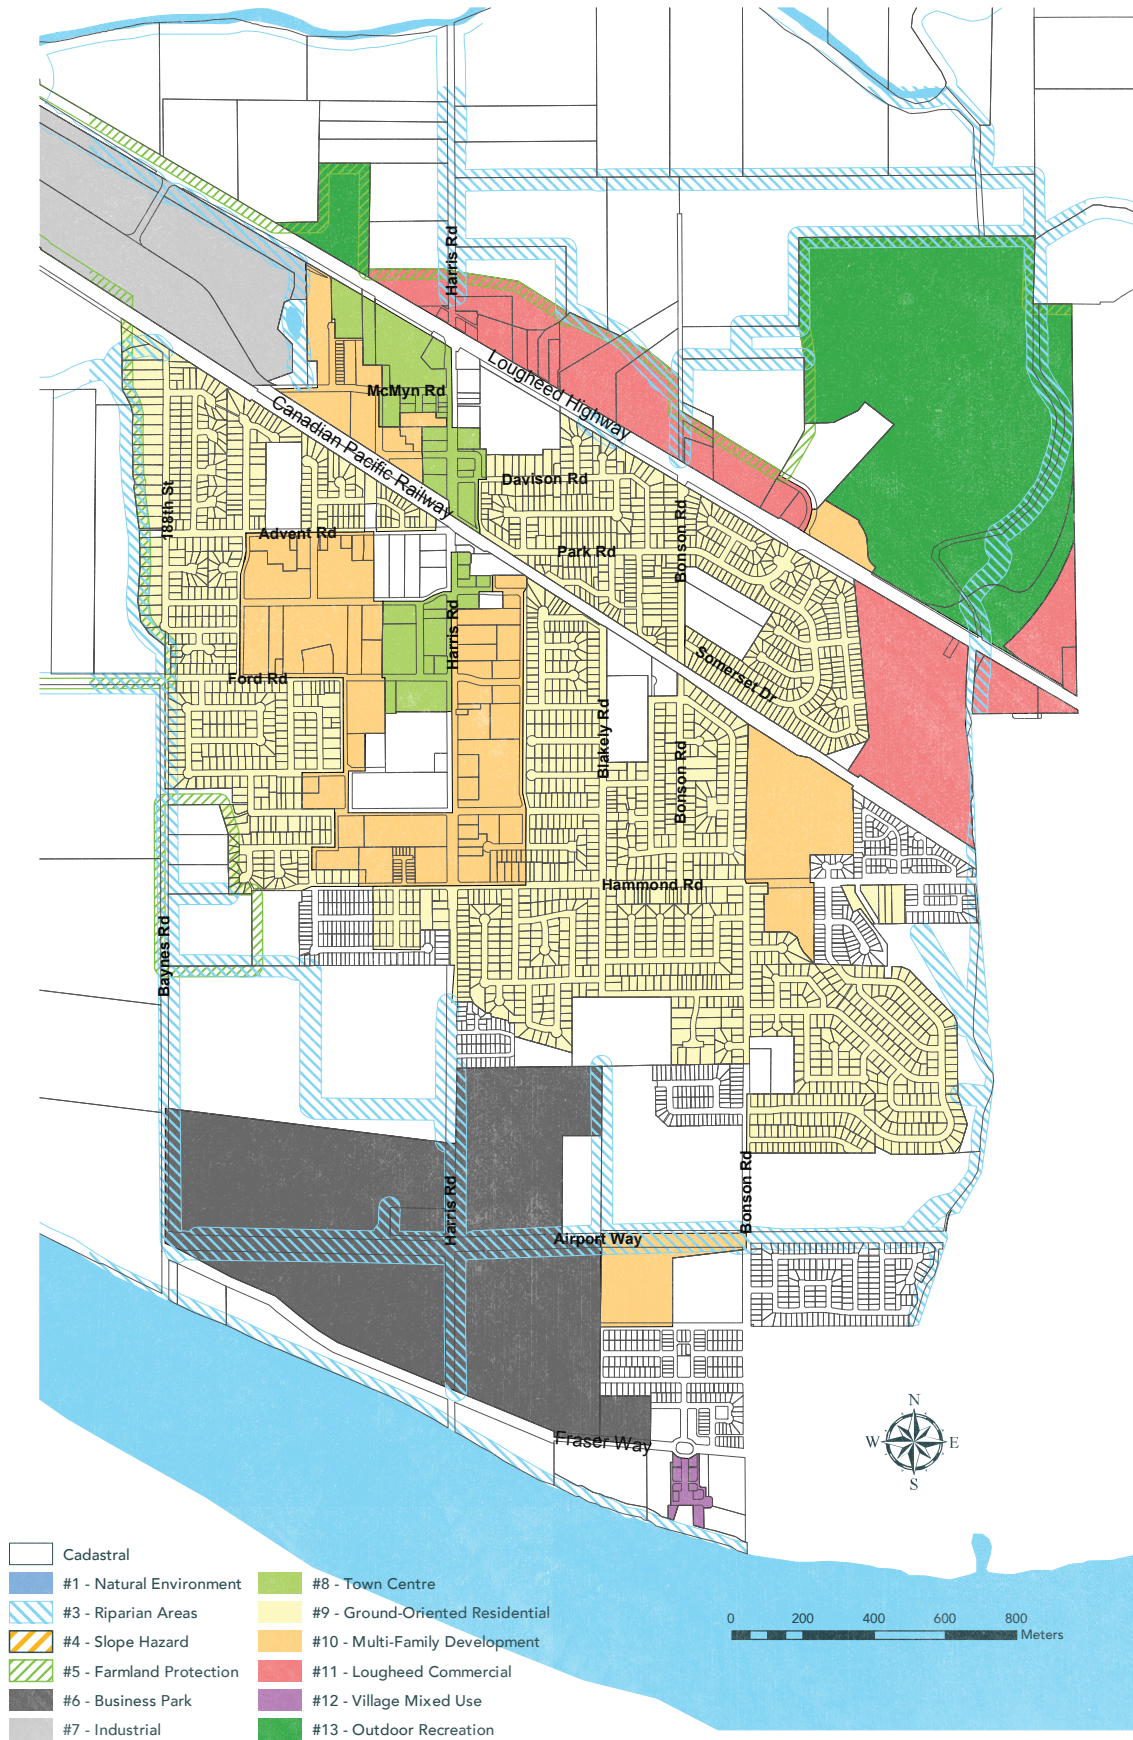 Harris Rd
McMyn Rd
Lougheed Highway
Canadian Pacific Railway
Davison Rd
188th St
Advent Rd
Park Rd
Bonson Rd
Harris Rd
Somerset Dr
Ford Rd
Blakely Rd
Bonson Rd
Hammond Rd
Baynes Rd
Harris Rd
Bonson Rd
Airport Way
Fraser Way
N
W
E
S
Cadastral
#1 - Natural Environment
#3 - Riparian Areas
#4 - Slope Hazard
#5 - Farmland Protection
#6 - Business Park
#7 - Industrial
#8 - Town Centre
#9 - Ground-Oriented Residential
#10 - Multi-Family Development
#11 - Lougheed Commercial
#12 - Village Mixed Use
#13 - Outdoor Recreation
0 200 400 600 800
Meters